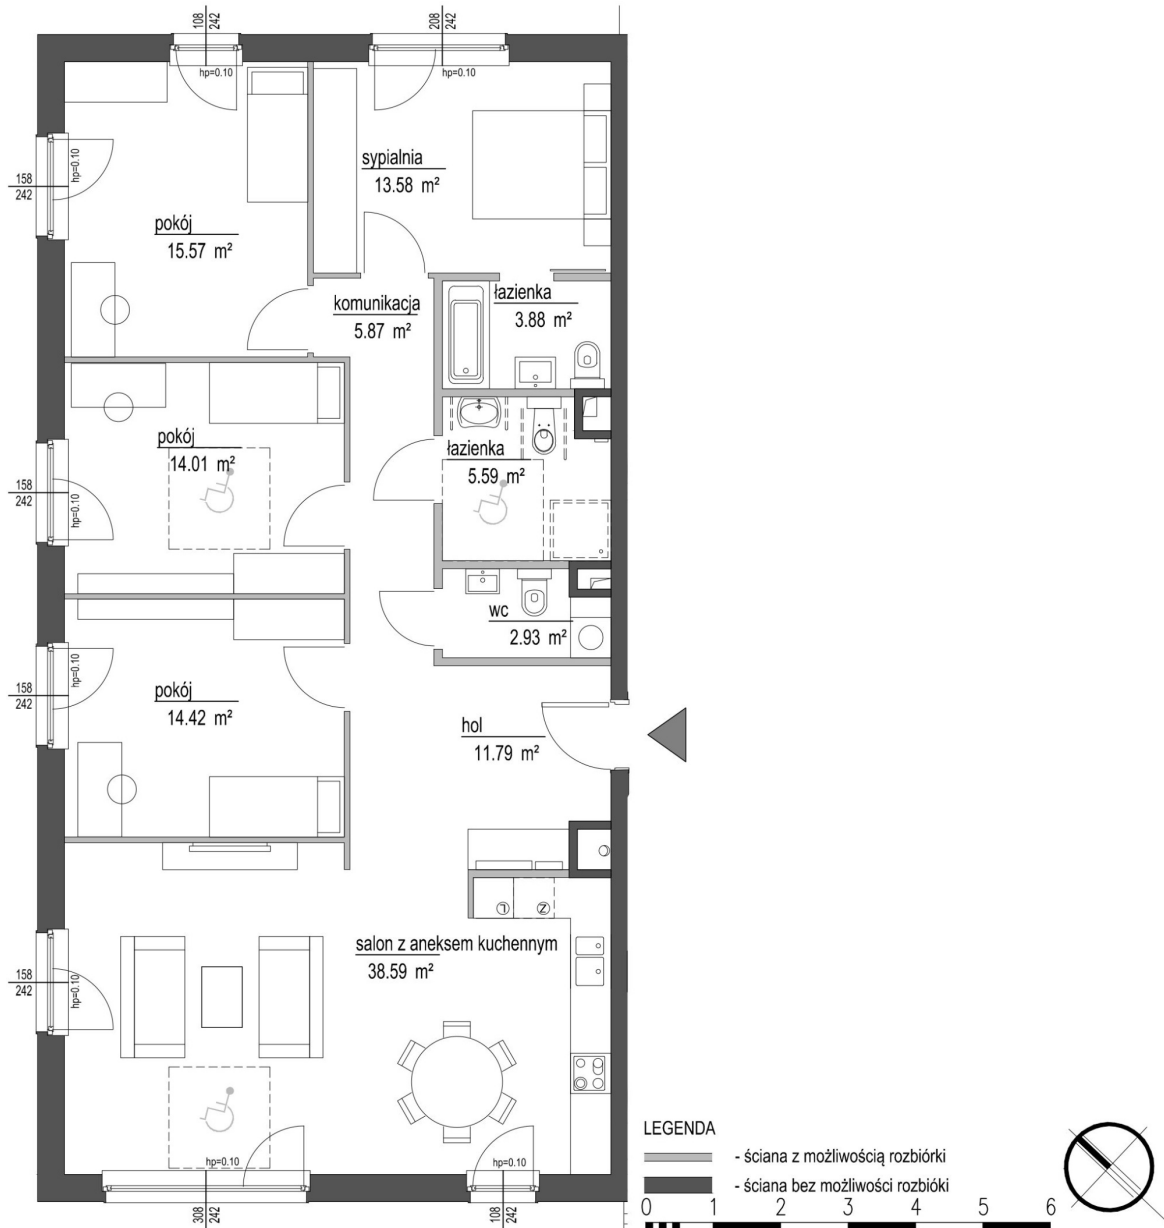 108
242
208
242
hp=0.10
hp=0.10
158
242
hp=0.10
sypialnia
13.58 m²
pokój
15.57 m²
komunikacja
5.87 m²
łazienka
3.88 m²
pokój
14.01 m²
158
242
hp=0.10
łazienka
5.59 m²
wc
2.93 m²
158
242
hp=0.10
pokój
14.42 m²
hol
11.79 m²
L
Z
salon z aneksem kuchennym
38.59 m²
158
242
hp=0.10
hp=0.10
hp=0.10
308
242
108
242
LEGENDA
- ściana z możliwością rozbiórki
- ściana bez możliwości rozbióki
0 1 2 3 4 5 6